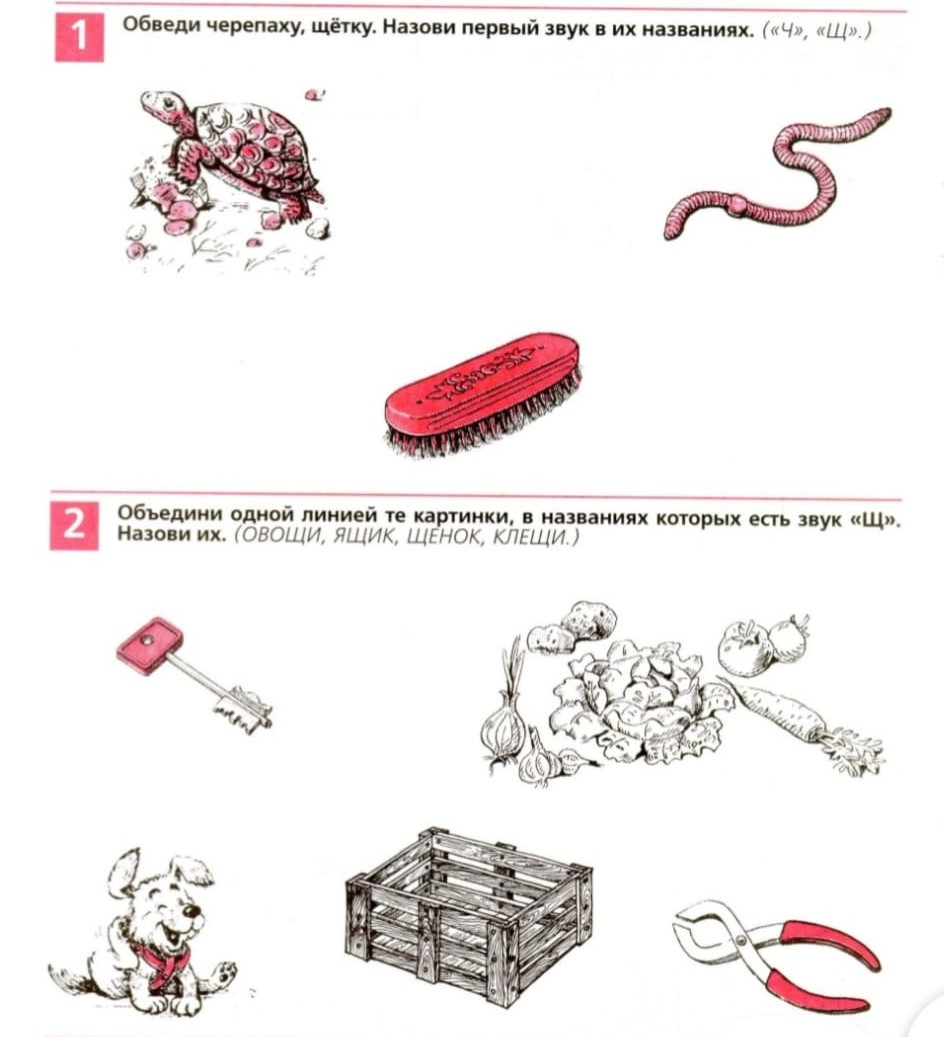 1
Обведи черепаху, щётку. Назови первый звук в их названиях. («Ч», «Щ».)
2
Объедини одной линией те картинки, в названиях которых есть звук «Щ».
Назови их. (ОВОЩИ, ЯЩИК, ЩЕНОК, КЛЕЩИ.)